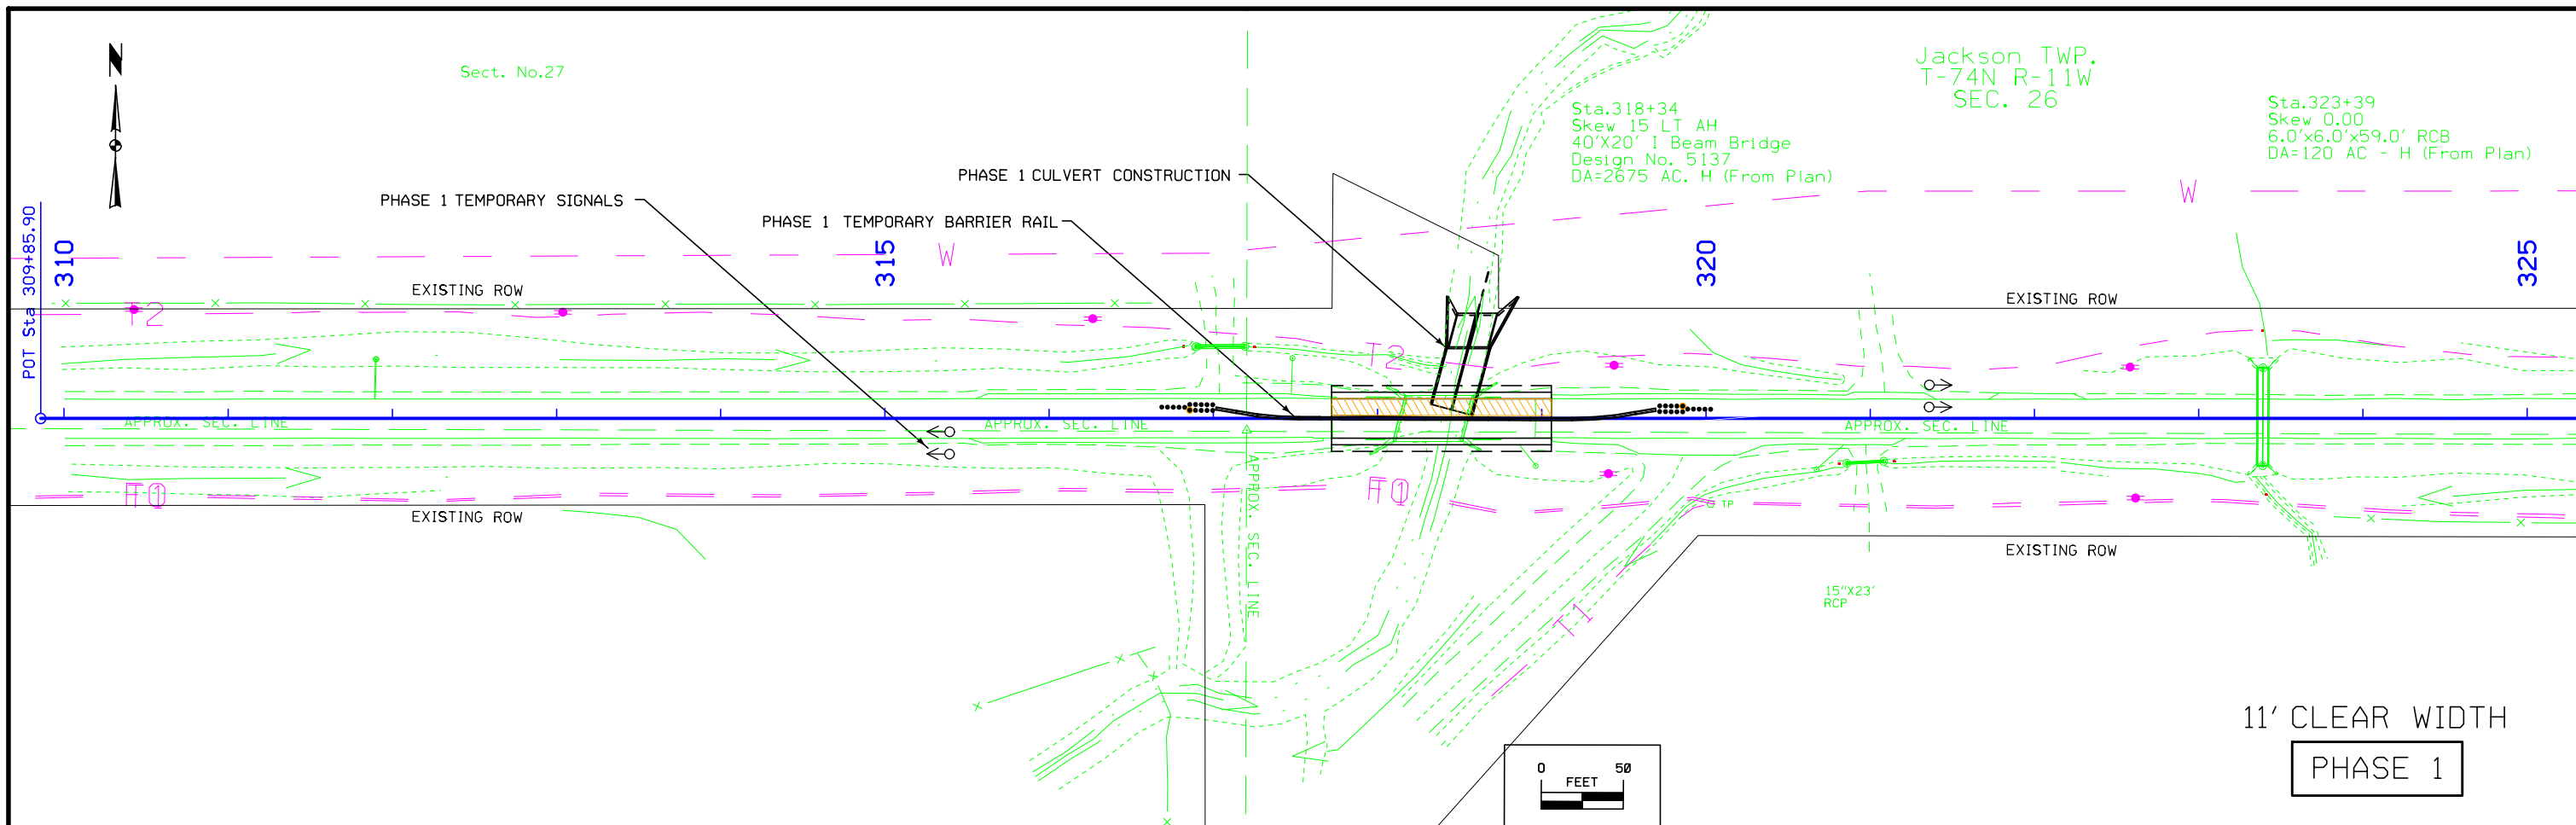 N
Sect. No.27
Jackson TWP.
T-74N R-11W
SEC. 26
Sta.318+34
Skew 15 LT AH
40'X20' I Beam Bridge
Design No. 5137
DA=2675 AC. H (From Plan)
Sta.323+39
Skew 0.00
6.0'x6.0'x59.0' RCB
DA=120 AC - H (From Plan)
PHASE 1 CULVERT CONSTRUCTION
PHASE 1 TEMPORARY SIGNALS
PHASE 1 TEMPORARY BARRIER RAIL
W
W
POT Sta 309+85.90
310
315
320
325
EXISTING ROW
EXISTING ROW
T2
T2
APPROX. SEC. LINE
APPROX. SEC. LINE
APPROX. SEC. LINE
APPROX. SEC. LINE
F0
EXISTING ROW
TP
EXISTING ROW
15"X23'
RCP
T1
11' CLEAR WIDTH
PHASE 1
0 50
FEET